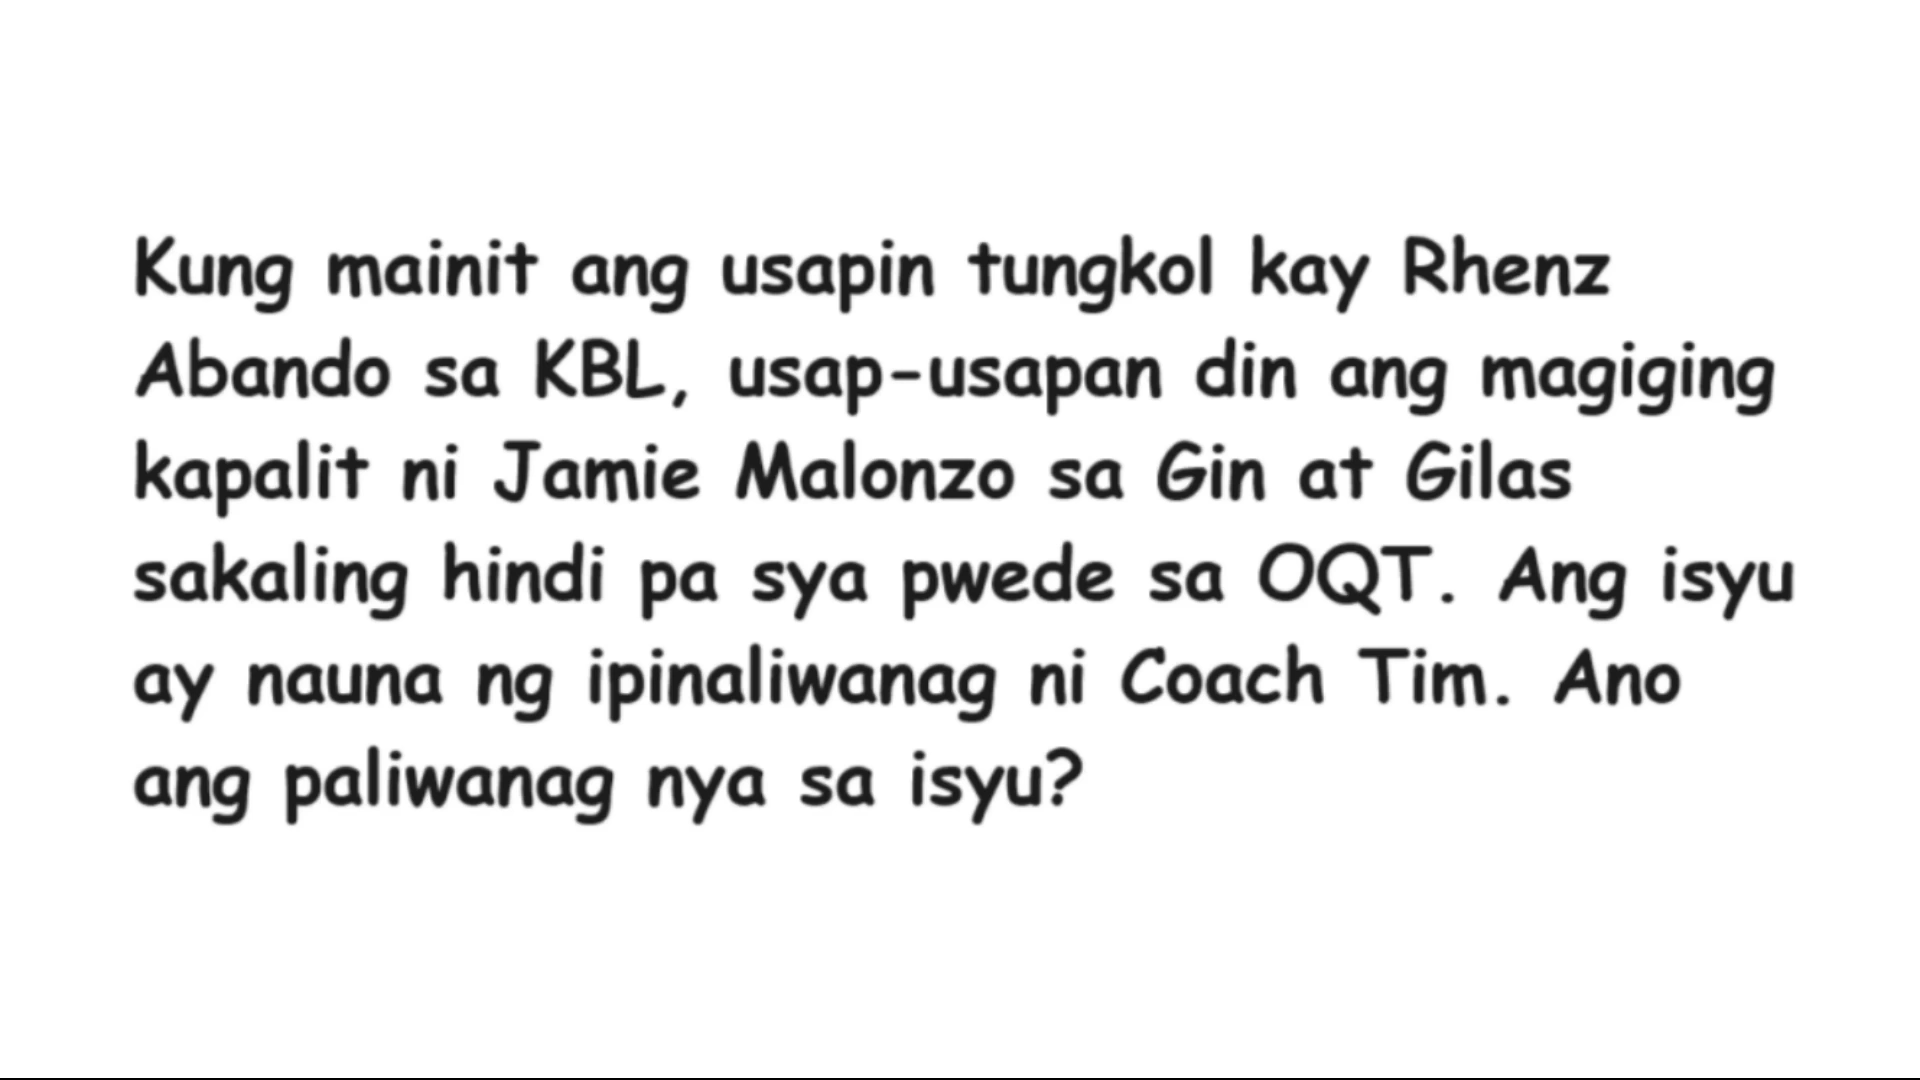 Kung mainit ang usapin tungkol kay Rhenz
Abando sa KBL, usap-usapan din ang magiging
kapalit ni Jamie Malonzo sa Gin at Gilas
sakaling hindi pa sya pwede sa OQT. Ang isyu
ay nauna ng ipinaliwanag ni Coach Tim. Ano
ang paliwanag nya sa isyu?